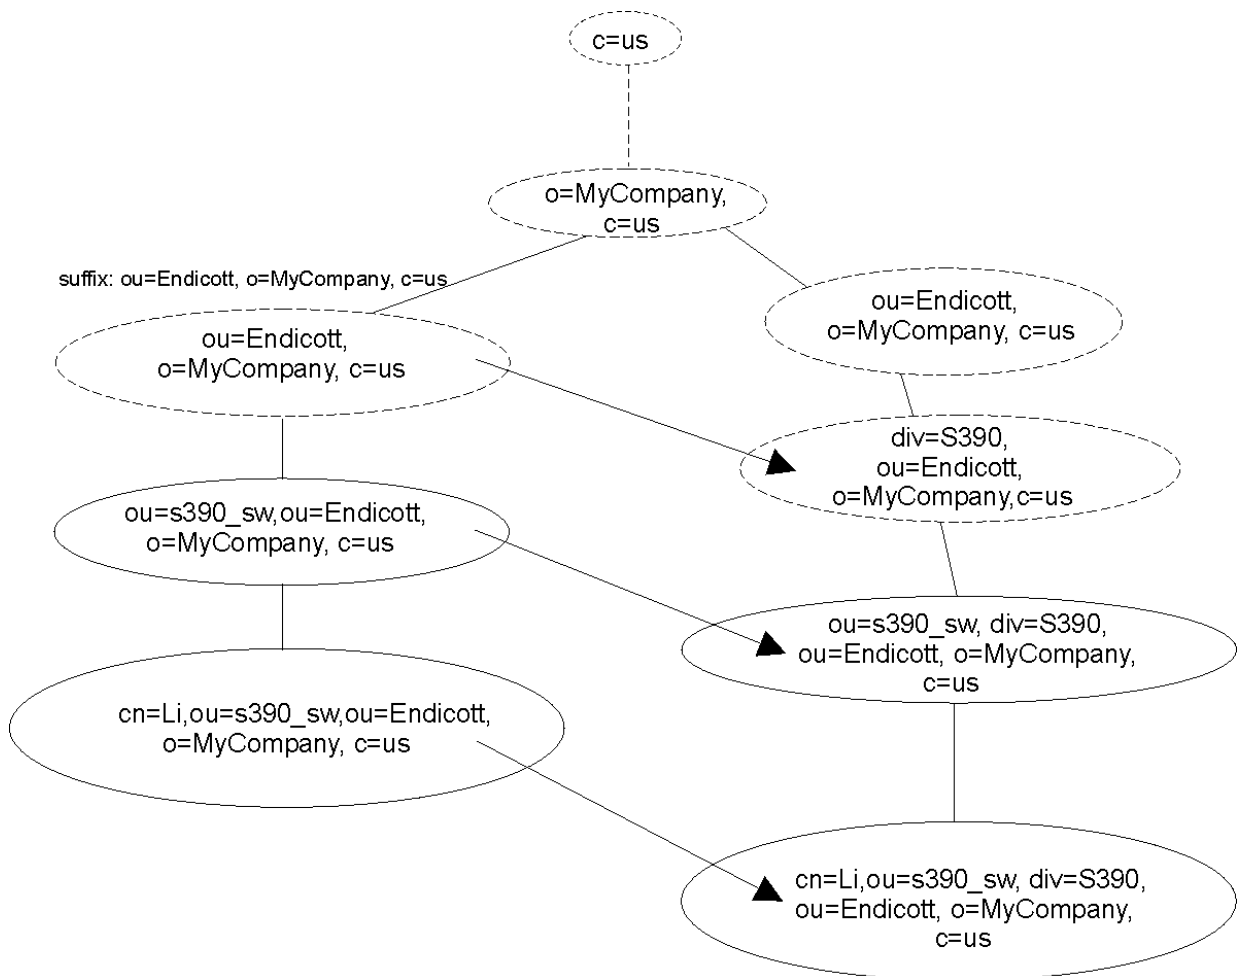 c=us
o=MyCompany,
c=us
suffix: ou=Endicott, o=MyCompany, c=us
ou=Endicott,
o=MyCompany, c=us
ou=Endicott,
o=MyCompany, c=us
div=S390,
ou=Endicott,
o=MyCompany,c=us
ou=s390_sw,ou=Endicott,
o=MyCompany, c=us
ou=s390_sw, div=S390,
ou=Endicott, o=MyCompany,
c=us
cn=Li,ou=s390_sw,ou=Endicott,
o=MyCompany, c=us
cn=Li,ou=s390_sw, div=S390,
ou=Endicott, o=MyCompany,
c=us